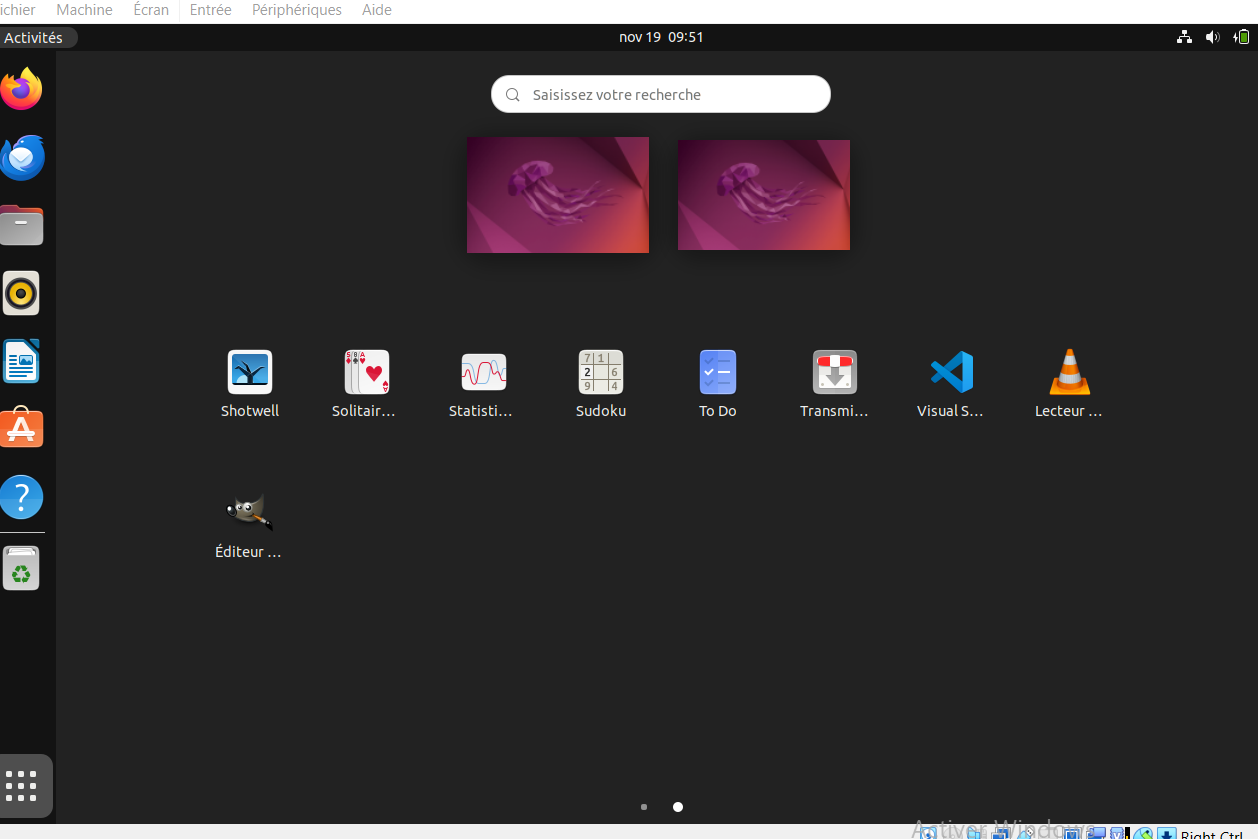 ichier Machine Écran Entrée Périphériques Aide
Activités
nov 19 09:51
Saisissez votre recherche
Shotwell Solitair… Statisti… Sudoku To Do Transmi… Visual S… Lecteur …
Éditeur …
Activer Windows
Right Ctrl